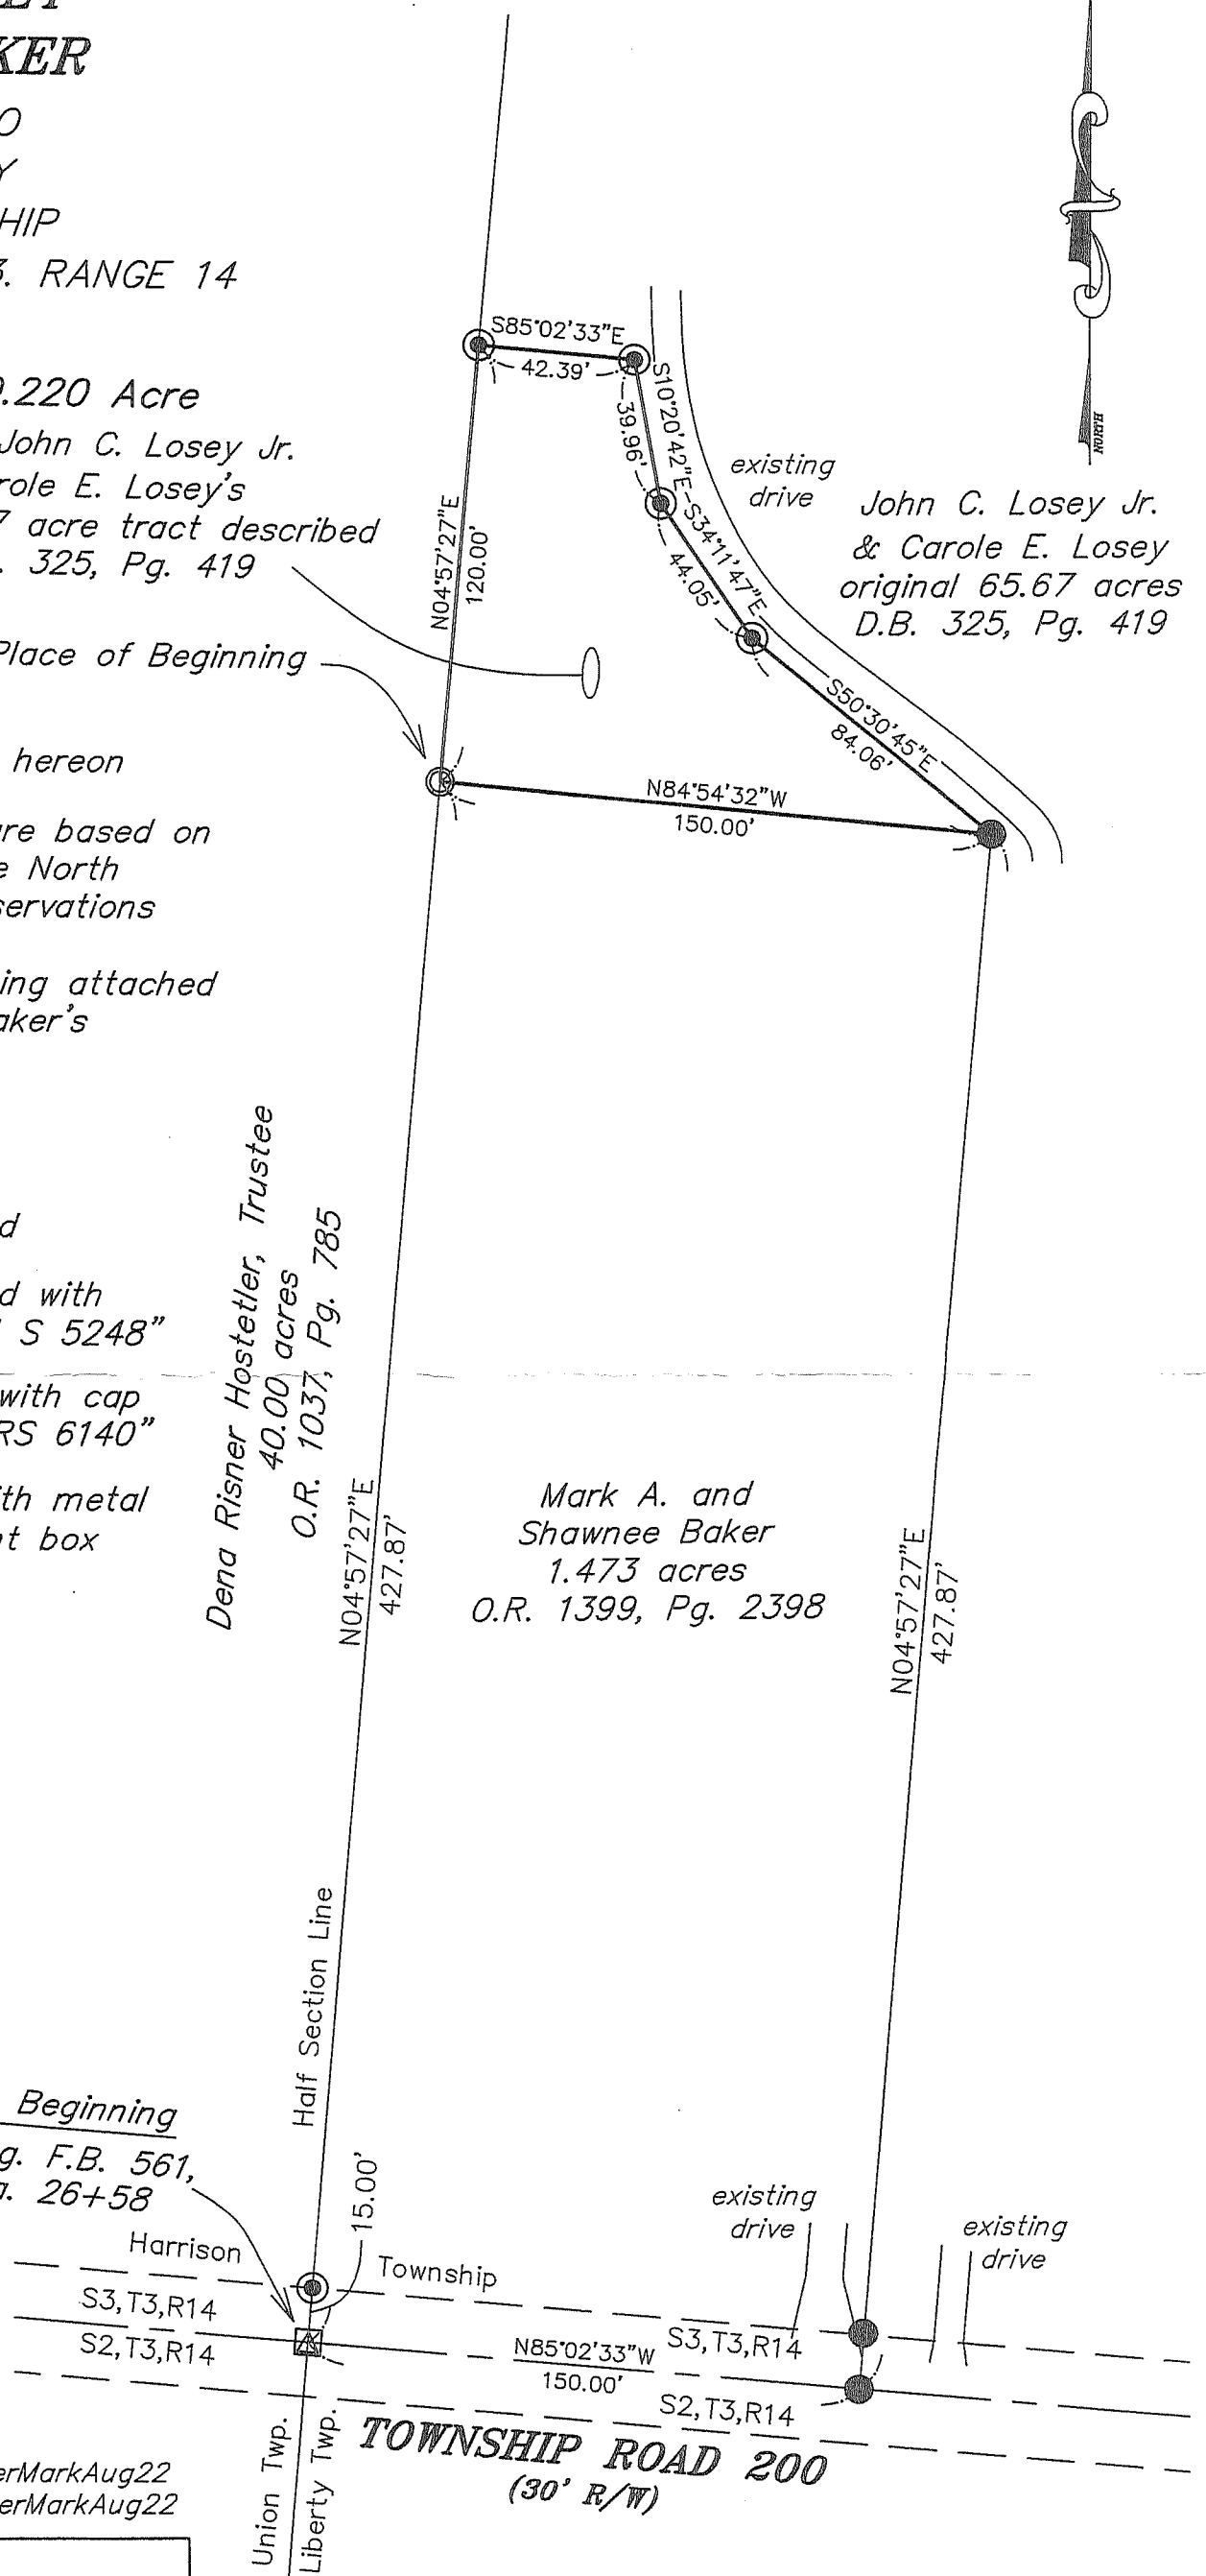 KER
O
Y
HIP
RANGE 14
0.220 Acre
John C. Losey Jr.
role E. Losey's
7 acre tract described
. 325, Pg. 419
Place of Beginning
hereon
are based on
e North
servations
ing attached
aker's
d
d with
S 5248"
with cap
RS 6140"
ith metal
t box
Beginning
g. F.B. 561,
a. 26+58
erMarkAug22
erMarkAug22
NORTH
S85°02'33"E
42.39'
S10°20'42"E
39.96'
S34°11'47"E
44.05'
S50°30'45"E
84.06'
N04°57'27"E
120.00'
N84°54'32"W
150.00'
existing
drive
John C. Losey Jr.
& Carole E. Losey
original 65.67 acres
D.B. 325, Pg. 419
Dena Risner Hostetler, Trustee
40.00 acres
O.R. 1037, Pg. 785
N04°57'27"E
427.87'
Mark A. and
Shawnee Baker
1.473 acres
O.R. 1399, Pg. 2398
N04°57'27"E
427.87'
Half Section Line
15.00'
existing
drive
existing
drive
Harrison
Township
S3,T3,R14
S2,T3,R14
N85°02'33"W
150.00'
S3,T3,R14
S2,T3,R14
Union Twp.
Liberty Twp.
TOWNSHIP ROAD 200
(30' R/W)